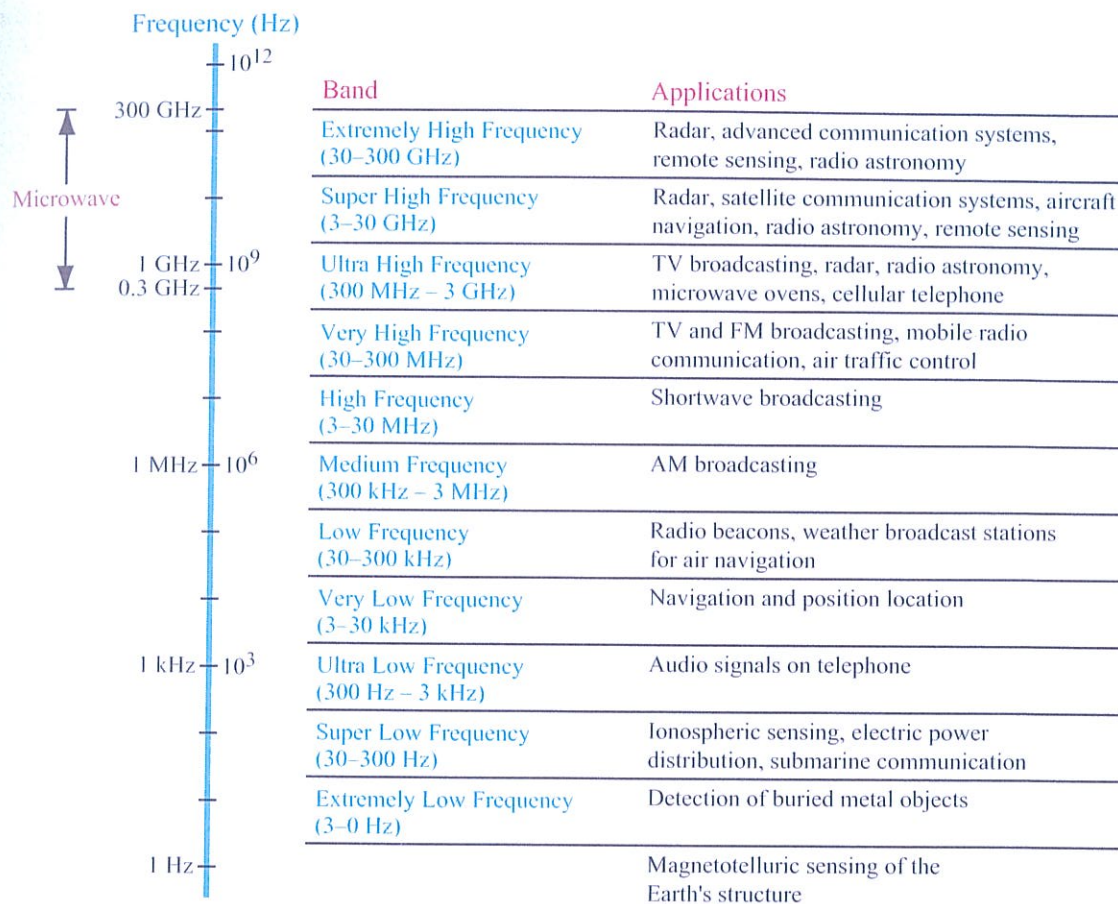 Frequency (Hz)
10¹²
Band Applications
300 GHz
Extremely High Frequency Radar, advanced communication systems,
(30–300 GHz) remote sensing, radio astronomy
Microwave
Super High Frequency Radar, satellite communication systems, aircraft
(3–30 GHz) navigation, radio astronomy, remote sensing
1 GHz 10⁹ Ultra High Frequency TV broadcasting, radar, radio astronomy,
0.3 GHz (300 MHz – 3 GHz) microwave ovens, cellular telephone
Very High Frequency TV and FM broadcasting, mobile radio
(30–300 MHz) communication, air traffic control
High Frequency Shortwave broadcasting
(3–30 MHz)
1 MHz 10⁶ Medium Frequency AM broadcasting
(300 kHz – 3 MHz)
Low Frequency Radio beacons, weather broadcast stations
(30–300 kHz) for air navigation
Very Low Frequency Navigation and position location
(3–30 kHz)
1 kHz 10³ Ultra Low Frequency Audio signals on telephone
(300 Hz – 3 kHz)
Super Low Frequency Ionospheric sensing, electric power
(30–300 Hz) distribution, submarine communication
Extremely Low Frequency Detection of buried metal objects
(3–0 Hz)
1 Hz Magnetotelluric sensing of the
Earth's structure